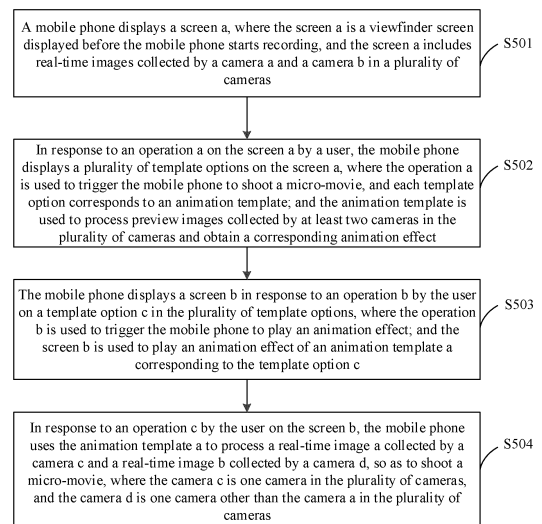 A mobile phone displays a screen a, where the screen a is a viewfinder screen
displayed before the mobile phone starts recording, and the screen a includes
real-time images collected by a camera a and a camera b in a plurality of
cameras
S501
In response to an operation a on the screen a by a user, the mobile phone
displays a plurality of template options on the screen a, where the operation a
is used to trigger the mobile phone to shoot a micro-movie, and each template
option corresponds to an animation template; and the animation template is
used to process preview images collected by at least two cameras in the
plurality of cameras and obtain a corresponding animation effect
S502
The mobile phone displays a screen b in response to an operation b by the user
on a template option c in the plurality of template options, where the operation
b is used to trigger the mobile phone to play an animation effect; and the
screen b is used to play an animation effect of an animation template a
corresponding to the template option c
S503
In response to an operation c by the user on the screen b, the mobile phone
uses the animation template a to process a real-time image a collected by a
camera c and a real-time image b collected by a camera d, so as to shoot a
micro-movie, where the camera c is one camera in the plurality of cameras,
and the camera d is one camera other than the camera a in the plurality of
cameras
S504